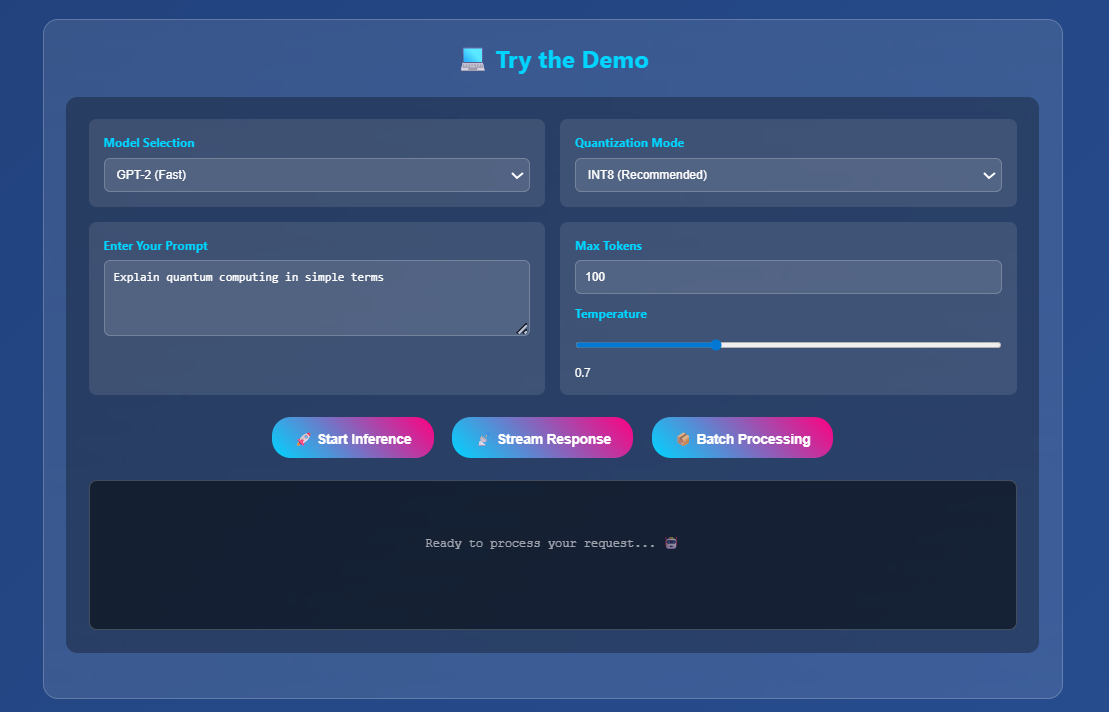 💻 Try the Demo
Model Selection
GPT-2 (Fast)
Quantization Mode
INT8 (Recommended)
Enter Your Prompt
Explain quantum computing in simple terms
Max Tokens
100
Temperature
0.7
🚀 Start Inference
📡 Stream Response
📦 Batch Processing
Ready to process your request... 🤖